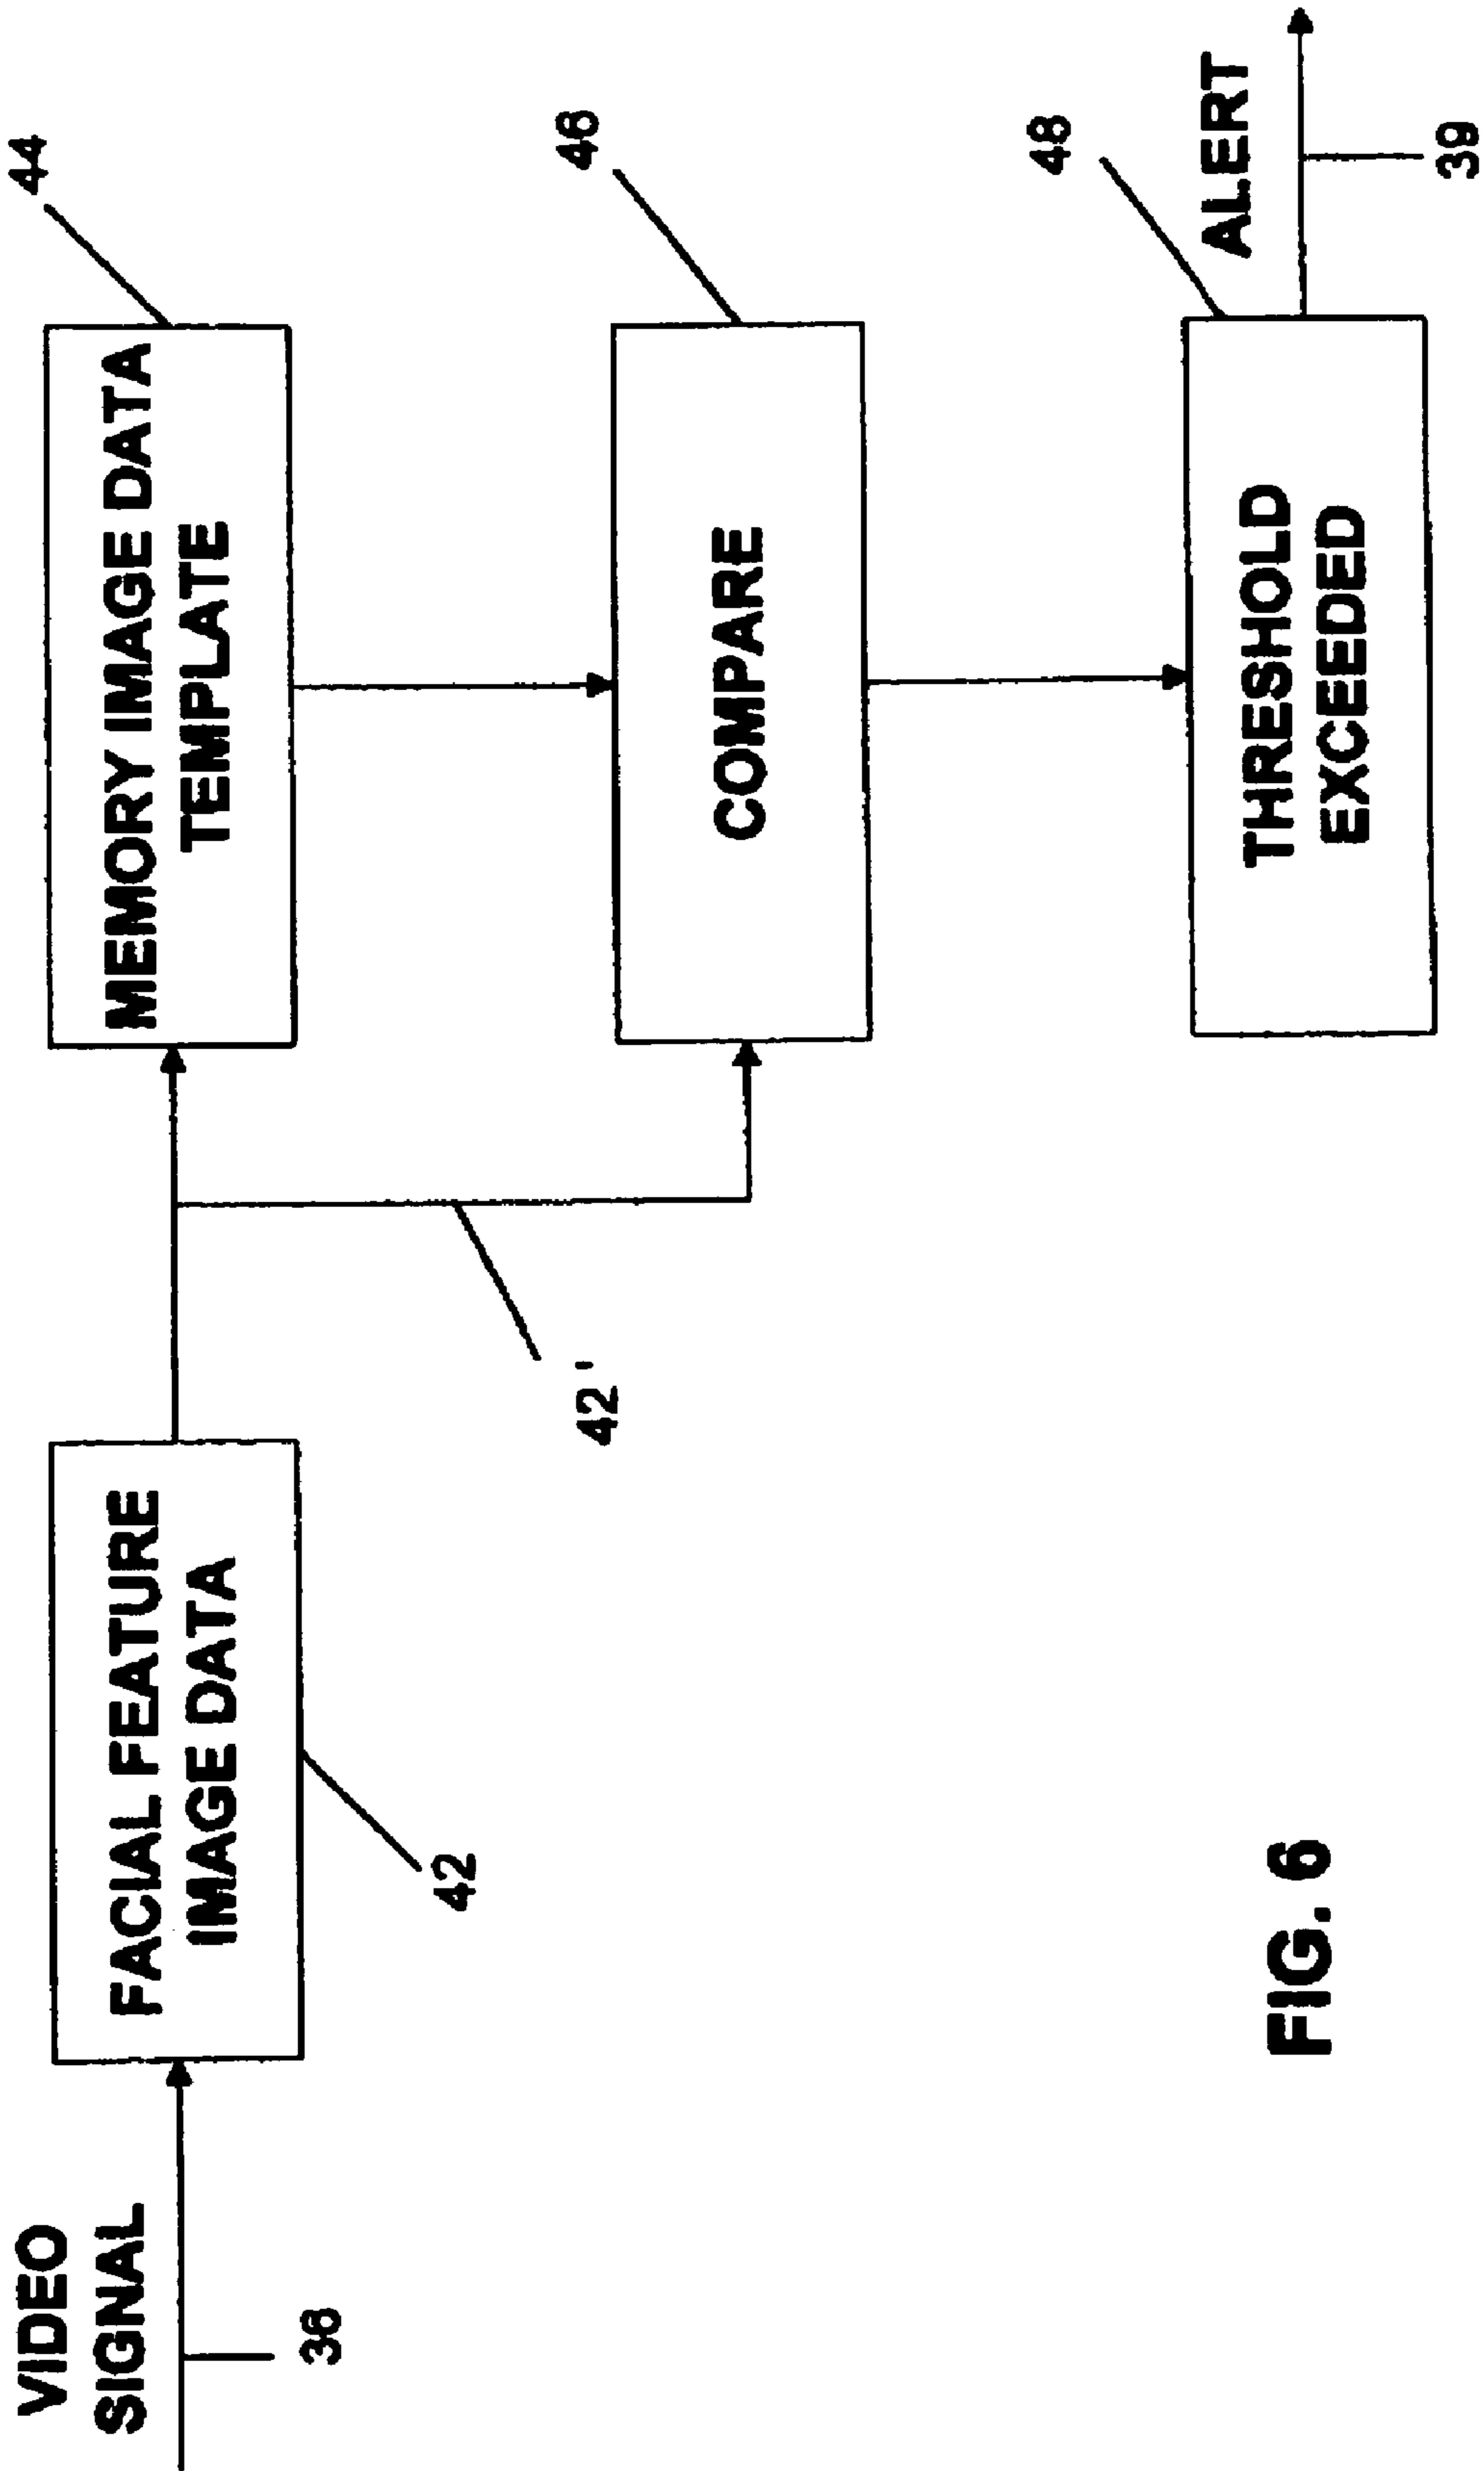 VIDEO
SIGNAL
36
FACIAL FEATURE
IMAGE DATA
42
42'
MEMORY IMAGE DATA
TEMPLATE
44
COMPARE
46
THRESHOLD
EXCEEDED
48
ALERT
39
FIG. 6